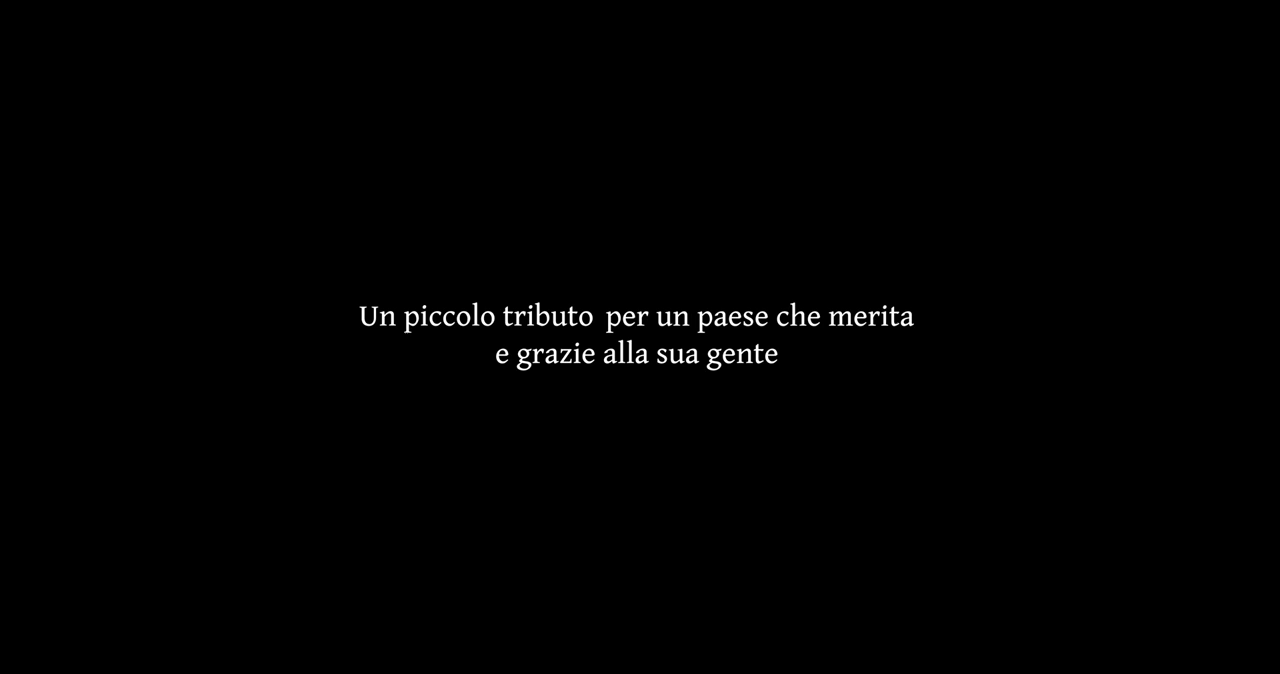 Un piccolo tributo per un paese che merita
e grazie alla sua gente